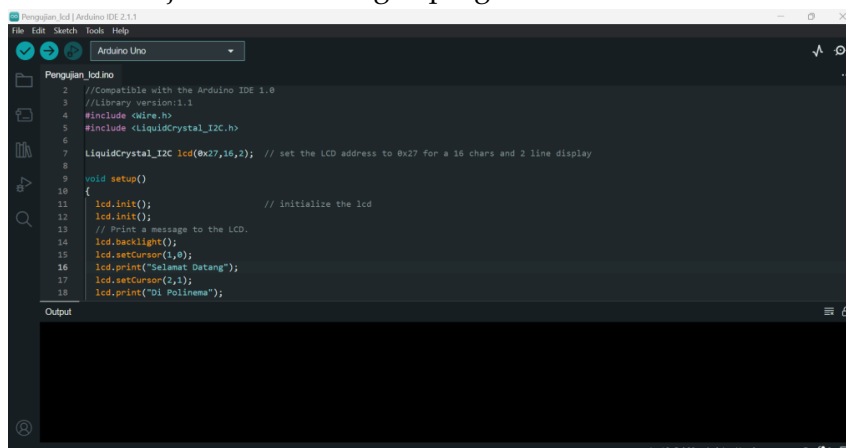 Pengujian_lcd | Arduino IDE 2.1.1
File Edit Sketch Tools Help
Arduino Uno
Pengujian_lcd.ino
2 //Compatible with the Arduino IDE 1.0
3 //Library version:1.1
4 #include <Wire.h>
5 #include <LiquidCrystal_I2C.h>
6
7 LiquidCrystal_I2C lcd(0x27,16,2); // set the LCD address to 0x27 for a 16 chars and 2 line display
8
9 void setup()
10 {
11 lcd.init(); // initialize the lcd
12 lcd.init();
13 // Print a message to the LCD.
14 lcd.backlight();
15 lcd.setCursor(1,0);
16 lcd.print("Selamat Datang");
17 lcd.setCursor(2,1);
18 lcd.print("Di Polinema");
Output